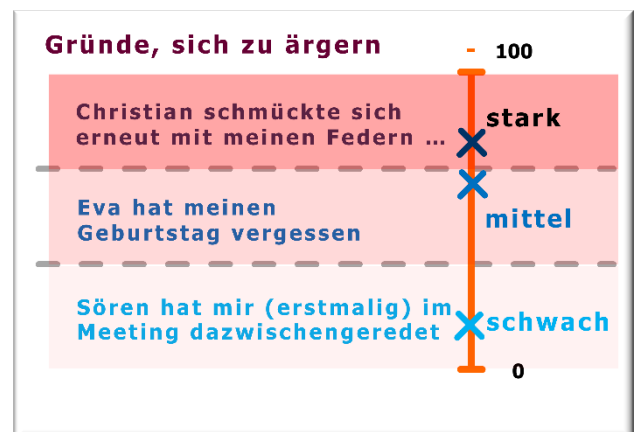 Gründe, sich zu ärgern
- 100
Christian schmückte sich
erneut mit meinen Federn ...
stark
Eva hat meinen
Geburtstag vergessen
mittel
Sören hat mir (erstmalig) im
Meeting dazwischengeredet
schwach
0